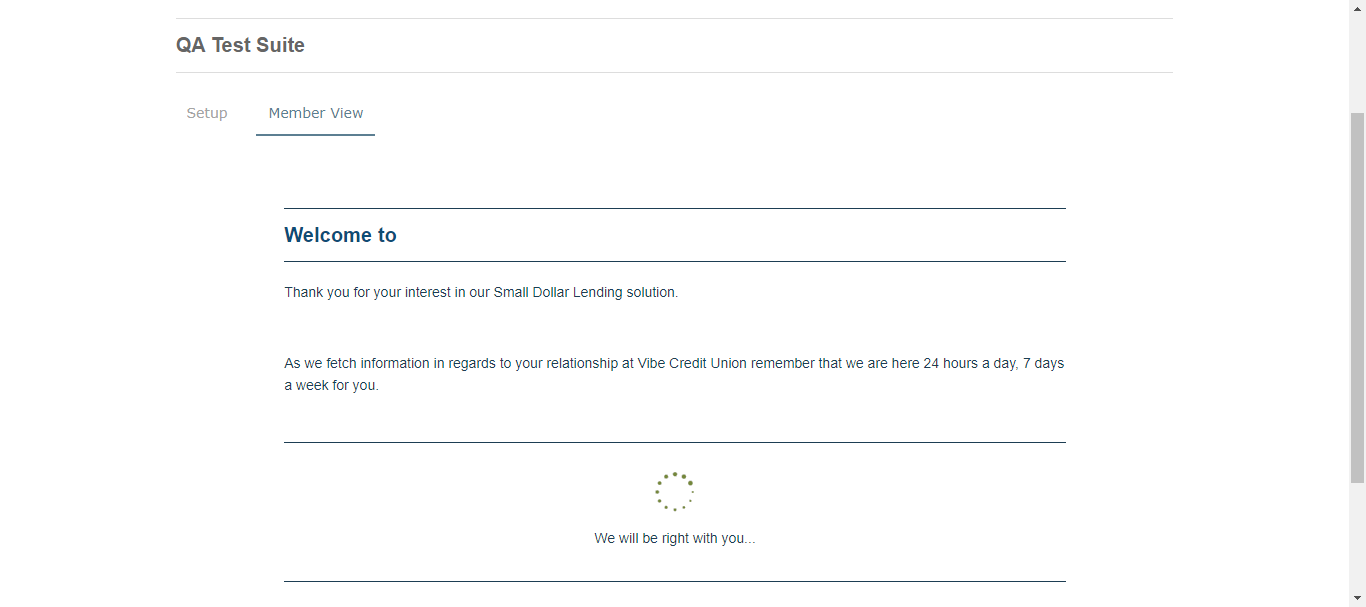 QA Test Suite
Setup
Member View
Welcome to
Thank you for your interest in our Small Dollar Lending solution.
As we fetch information in regards to your relationship at Vibe Credit Union remember that we are here 24 hours a day, 7 days
a week for you.
We will be right with you...